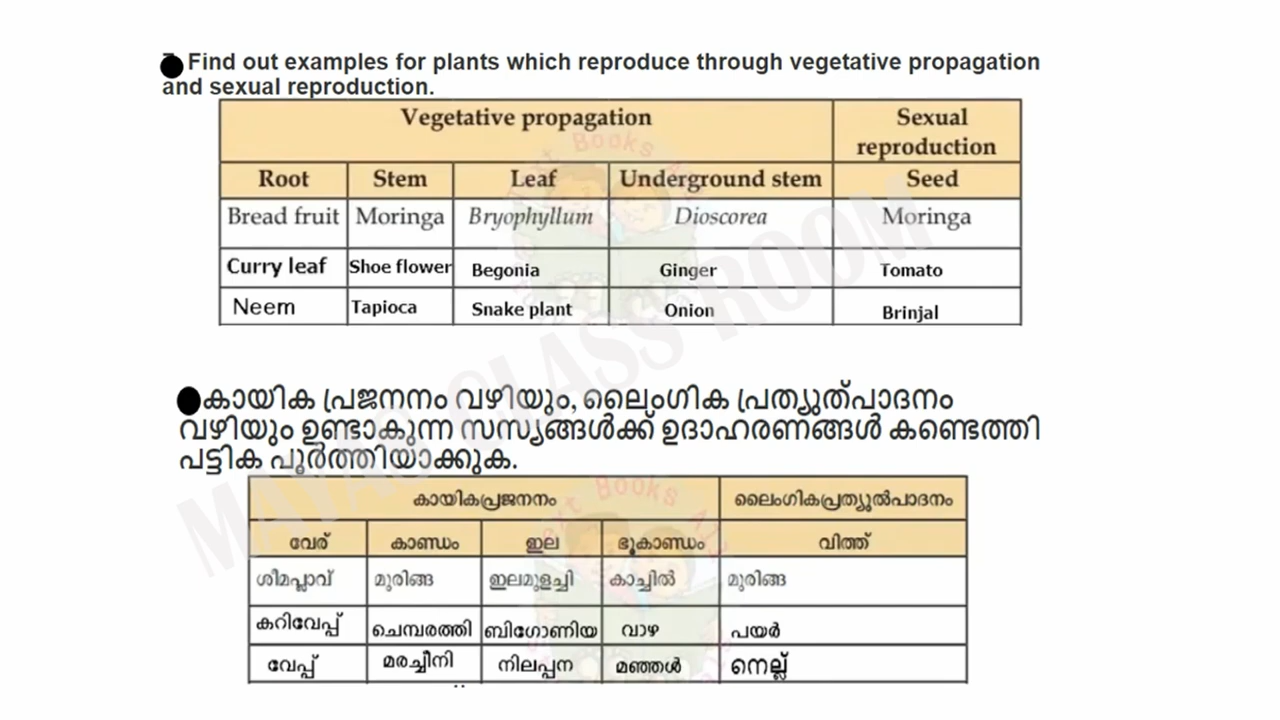 Find out examples for plants which reproduce through vegetative propagation
and sexual reproduction.
Vegetative propagation Sexual reproduction
Root Stem Leaf Underground stem Seed
Bread fruit Moringa Bryophyllum Dioscorea Moringa
Curry leaf Shoe flower Begonia Ginger Tomato
Neem Tapioca Snake plant Onion Brinjal
കായിക പ്രജനനം വഴിയും, ലൈംഗിക പ്രത്യുത്പാദനം
വഴിയും ഉണ്ടാകുന്ന സസ്യങ്ങൾക്ക് ഉദാഹരണങ്ങൾ കണ്ടെത്തി
പട്ടിക പൂർത്തിയാക്കുക.
കായികപ്രജനനം ലൈംഗികപ്രത്യുൽപാദനം
വേര് കാണ്ഡം ഇല ഭൂകാണ്ഡം വിത്ത്
ശീമപ്ലാവ് മുരിങ്ങ ഇലമുളച്ചി കാച്ചിൽ മുരിങ്ങ
കറിവേപ്പ് ചെമ്പരത്തി ബിഗോണിയ വാഴ പയർ
വേപ്പ് മരച്ചീനി നിലപ്പന മഞ്ഞൾ നെല്ല്
CLASS ROOM